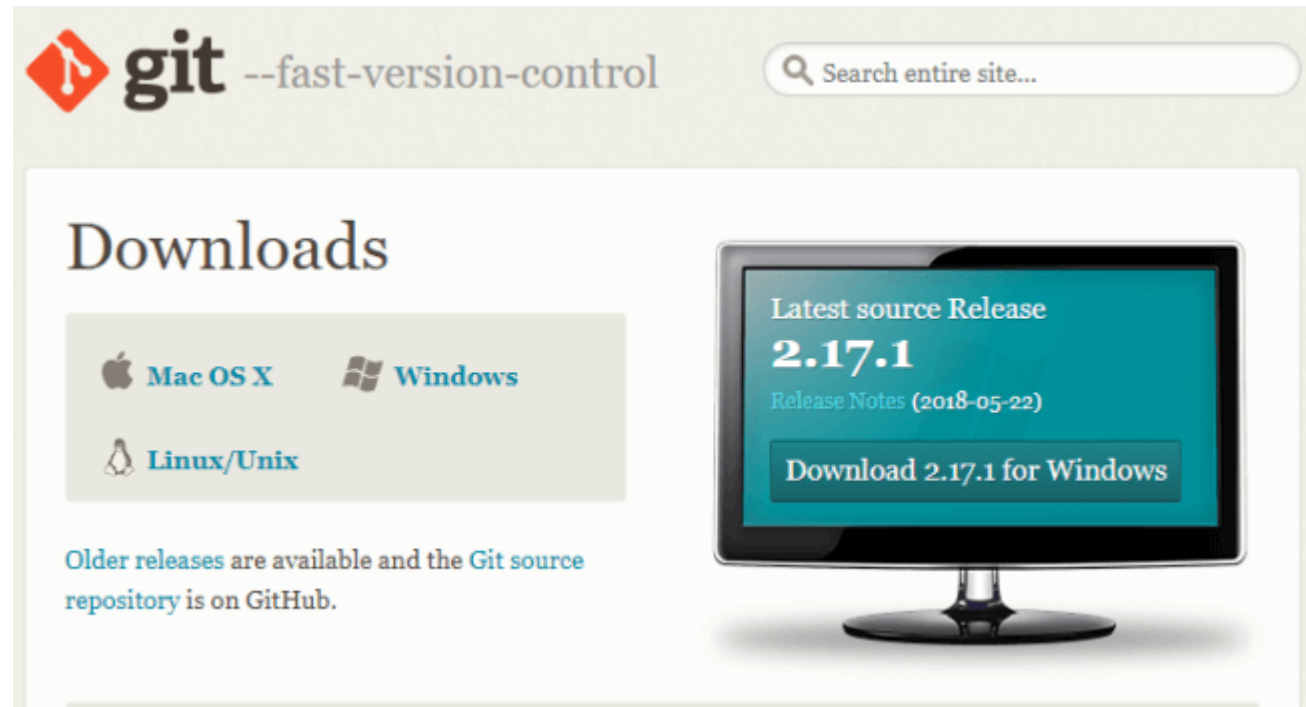 git --fast-version-control
Search entire site...
Downloads
Mac OS X
Windows
Linux/Unix
Older releases are available and the Git source
repository is on GitHub.
Latest source Release
2.17.1
Release Notes (2018-05-22)
Download 2.17.1 for Windows